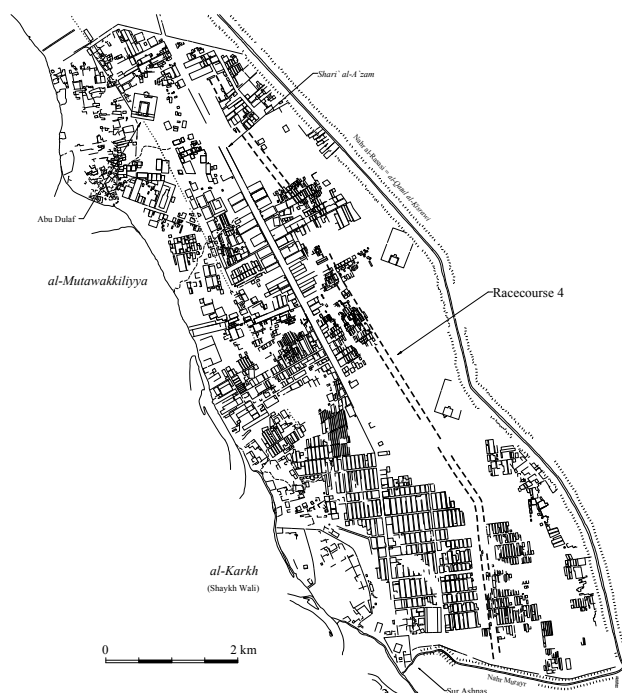 Shari` al-A`zam
Nahr al-Rasasi = al-Qatul al-Kisrawi
Abu Dulaf
al-Mutawakkiliyya
Racecourse 4
al-Karkh
(Shaykh Wali)
0 2 km
Nahr Murayr
Sur Ashnas